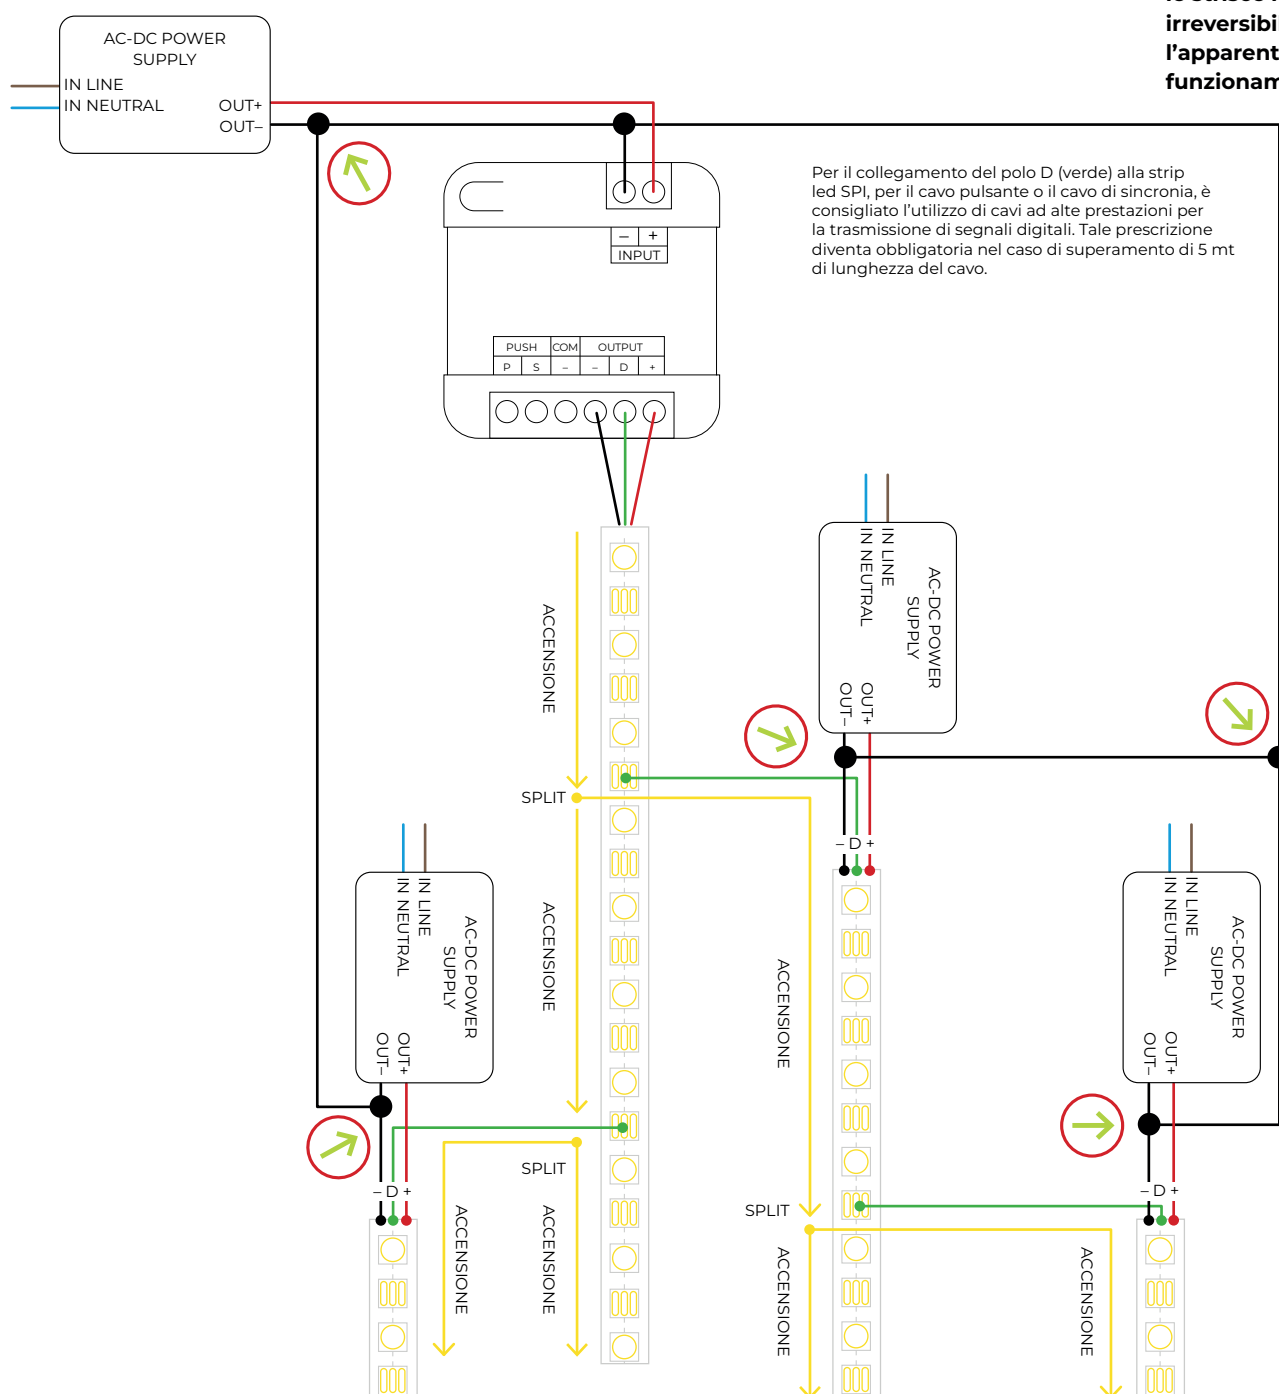 irreversibi
l'apparent
funzionam
AC-DC POWER
SUPPLY
IN LINE
IN NEUTRAL
OUT+
OUT–
Per il collegamento del polo D (verde) alla strip
led SPI, per il cavo pulsante o il cavo di sincronia, è
consigliato l'utilizzo di cavi ad alte prestazioni per
la trasmissione di segnali digitali. Tale prescrizione
diventa obbligatoria nel caso di superamento di 5 mt
di lunghezza del cavo.
– +
INPUT
PUSH COM OUTPUT
P S – – D +
IN LINE
IN NEUTRAL
AC-DC POWER
SUPPLY
OUT+
OUT–
ACCENSIONE
SPLIT
– D +
IN LINE
IN NEUTRAL
AC-DC POWER
SUPPLY
OUT+
OUT–
ACCENSIONE
ACCENSIONE
IN LINE
IN NEUTRAL
AC-DC POWER
SUPPLY
OUT+
OUT–
SPLIT
– D +
– D +
SPLIT
ACCENSIONE
ACCENSIONE
ACCENSIONE
ACCENSIONE